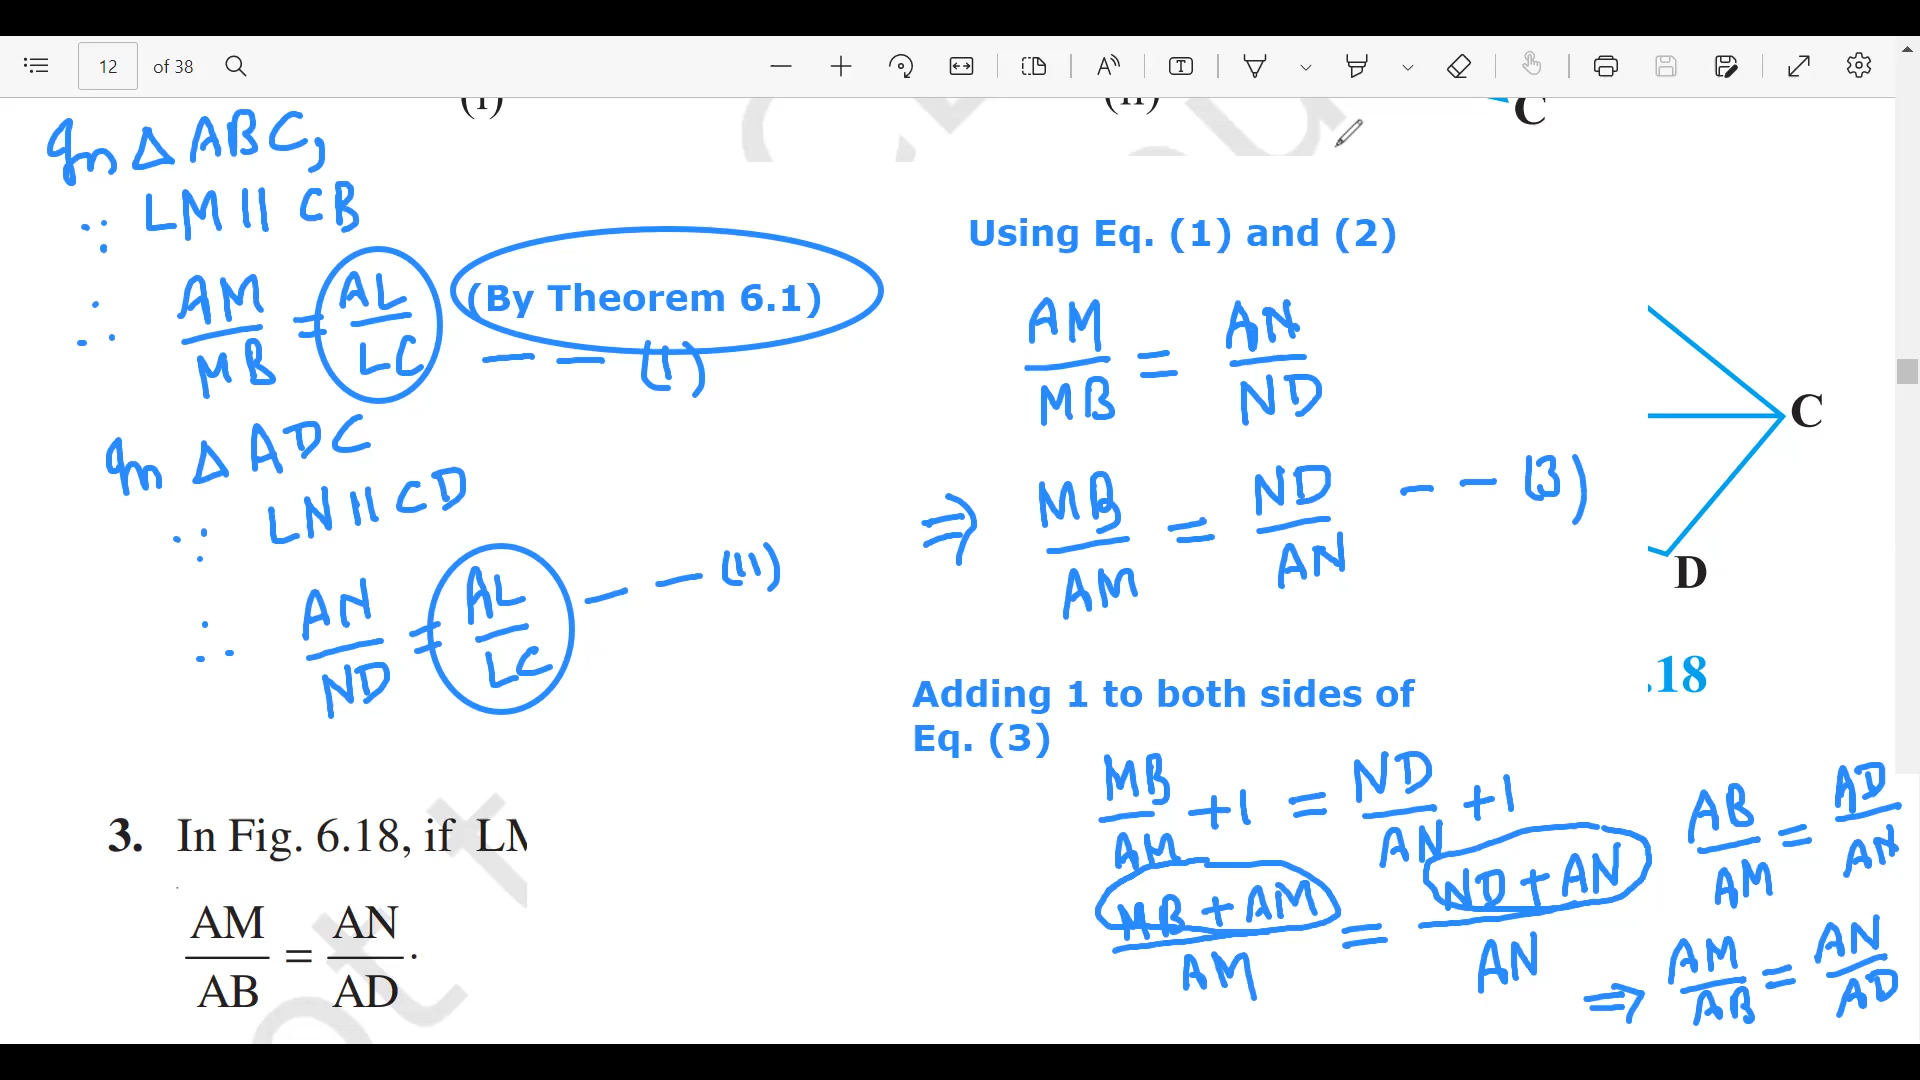 12 of 38
(i)
(ii)
C
In △ ABC,
∵ LM || CB
∴ AM/MB = AL/LC (By Theorem 6.1) -- (1)
In △ ADC
∵ LN || CD
∴ AN/ND = AL/LC -- (11)
3. In Fig. 6.18, if LM
AM/AB = AN/AD.
Using Eq. (1) and (2)
AM/MB = AN/ND
⇒ MB/AM = ND/AN -- (3)
Adding 1 to both sides of
Eq. (3)
MB/AM + 1 = ND/AN + 1
MB + AM/AM = ND + AN/AN
AB/AM = AD/AN
⇒ AM/AB = AN/AD
C
D
.18